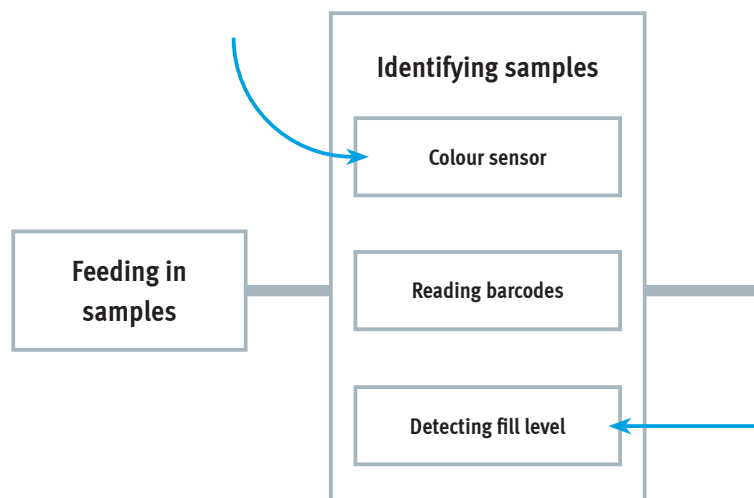 Identifying samples
Colour sensor
Feeding in
samples
Reading barcodes
Detecting fill level